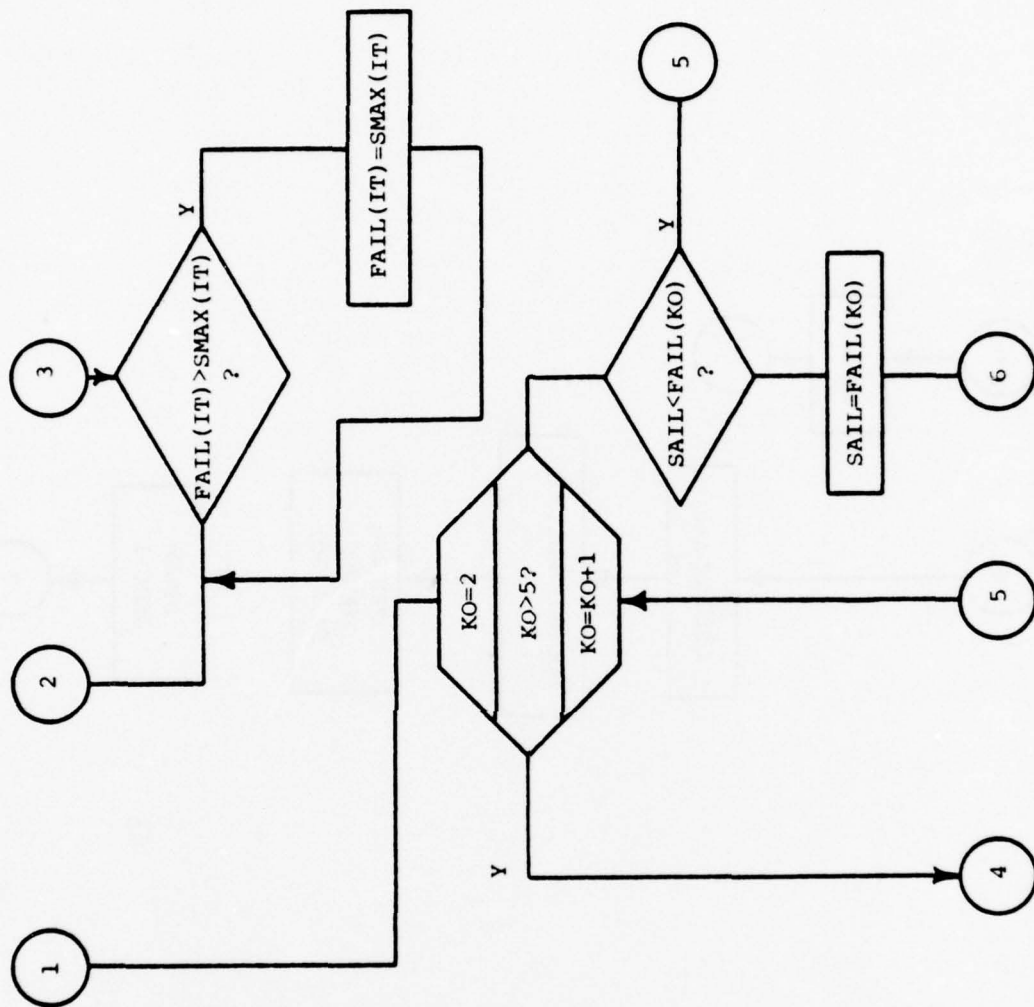 1
2
3
FAIL(IT)>SMAX(IT)
?
Y
FAIL(IT)=SMAX(IT)
KO=2
KO>5?
KO=KO+1
Y
SAIL<FAIL(KO)
?
Y
5
SAIL=FAIL(KO)
4
5
6